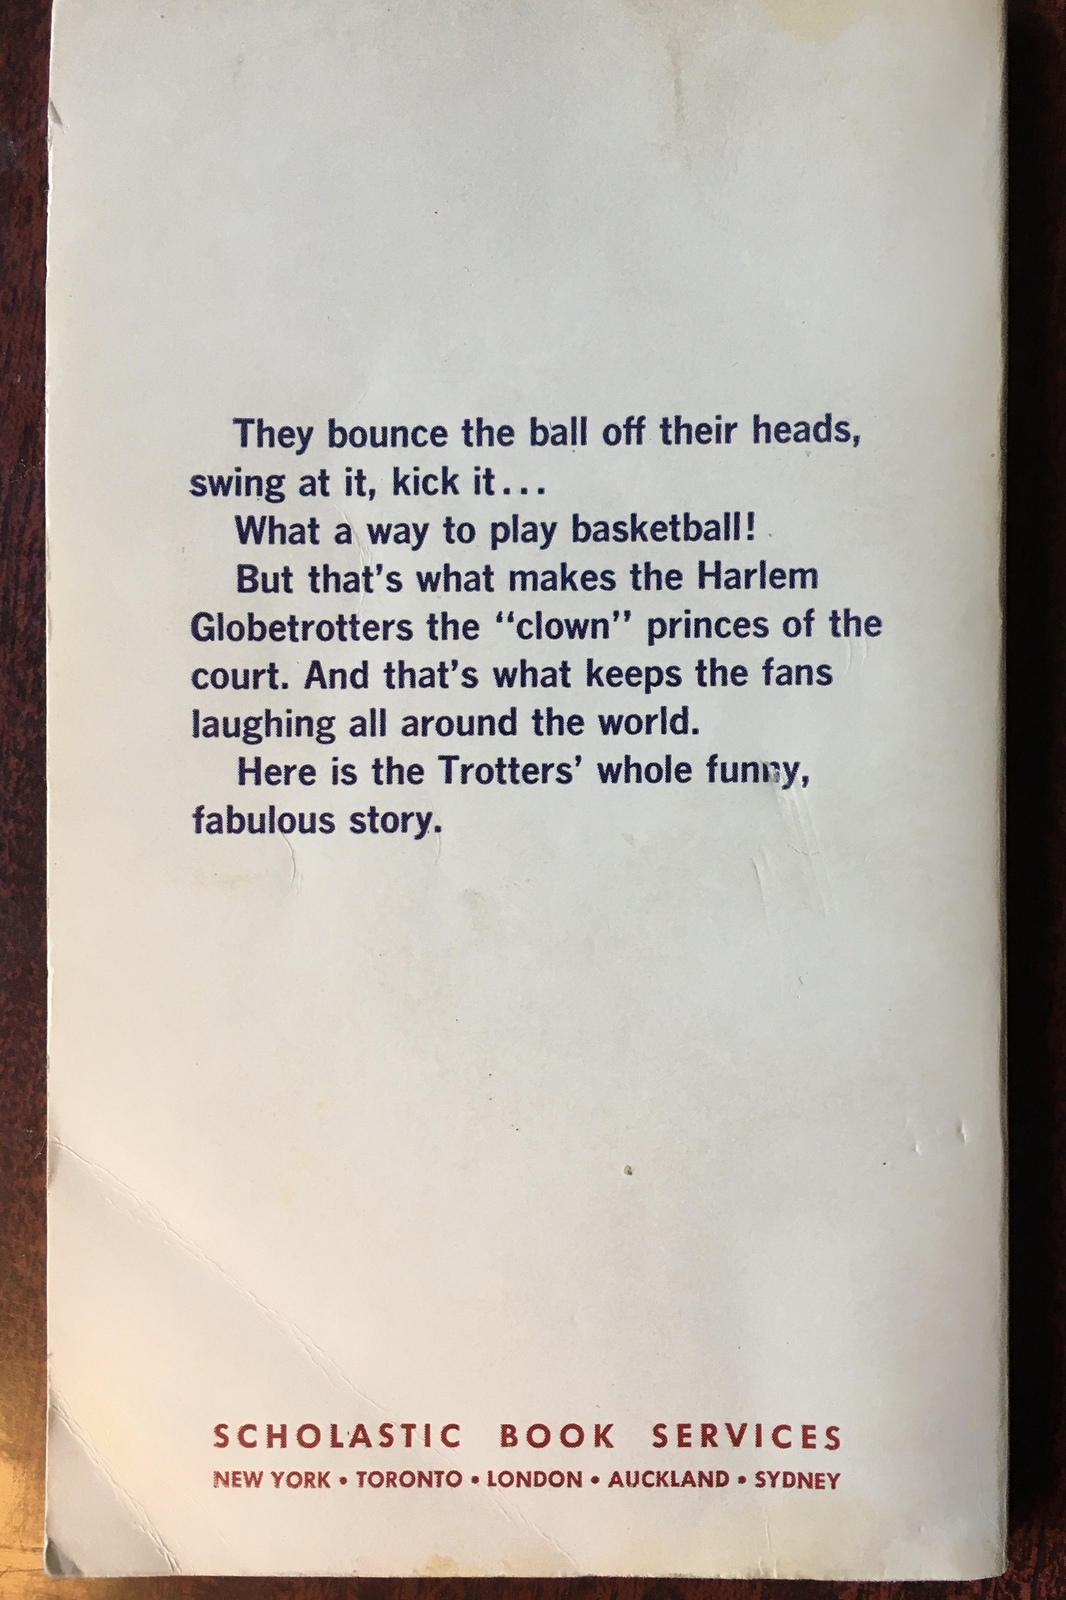 They bounce the ball off their heads,
swing at it, kick it...
What a way to play basketball!
But that's what makes the Harlem
Globetrotters the “clown” princes of the
court. And that's what keeps the fans
laughing all around the world.
Here is the Trotters' whole funny,
fabulous story.
SCHOLASTIC BOOK SERVICES
NEW YORK • TORONTO • LONDON • AUCKLAND • SYDNEY